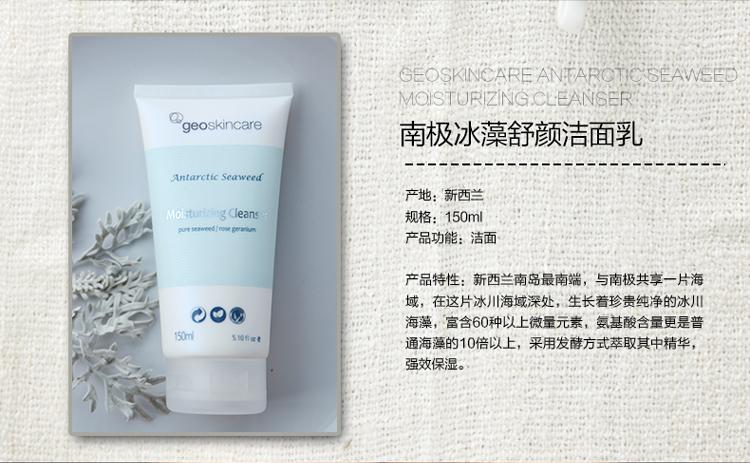 geoskincare
Antarctic Seaweed
Moisturizing Cleanser
pure seaweed / rose geranium
150ml 5.10 fl oz e
GEOSKINCARE ANTARCTIC SEAWEED
MOISTURIZING CLEANSER
南极冰藻舒颜洁面乳
产地：新西兰
规格：150ml
产品功能：洁面
产品特性：新西兰南岛最南端，与南极共享一片海
域，在这片冰川海域深处，生长着珍贵纯净的冰川
海藻，富含60种以上微量元素，氨基酸含量更是普
通海藻的10倍以上，采用发酵方式萃取其中精华，
强效保湿。